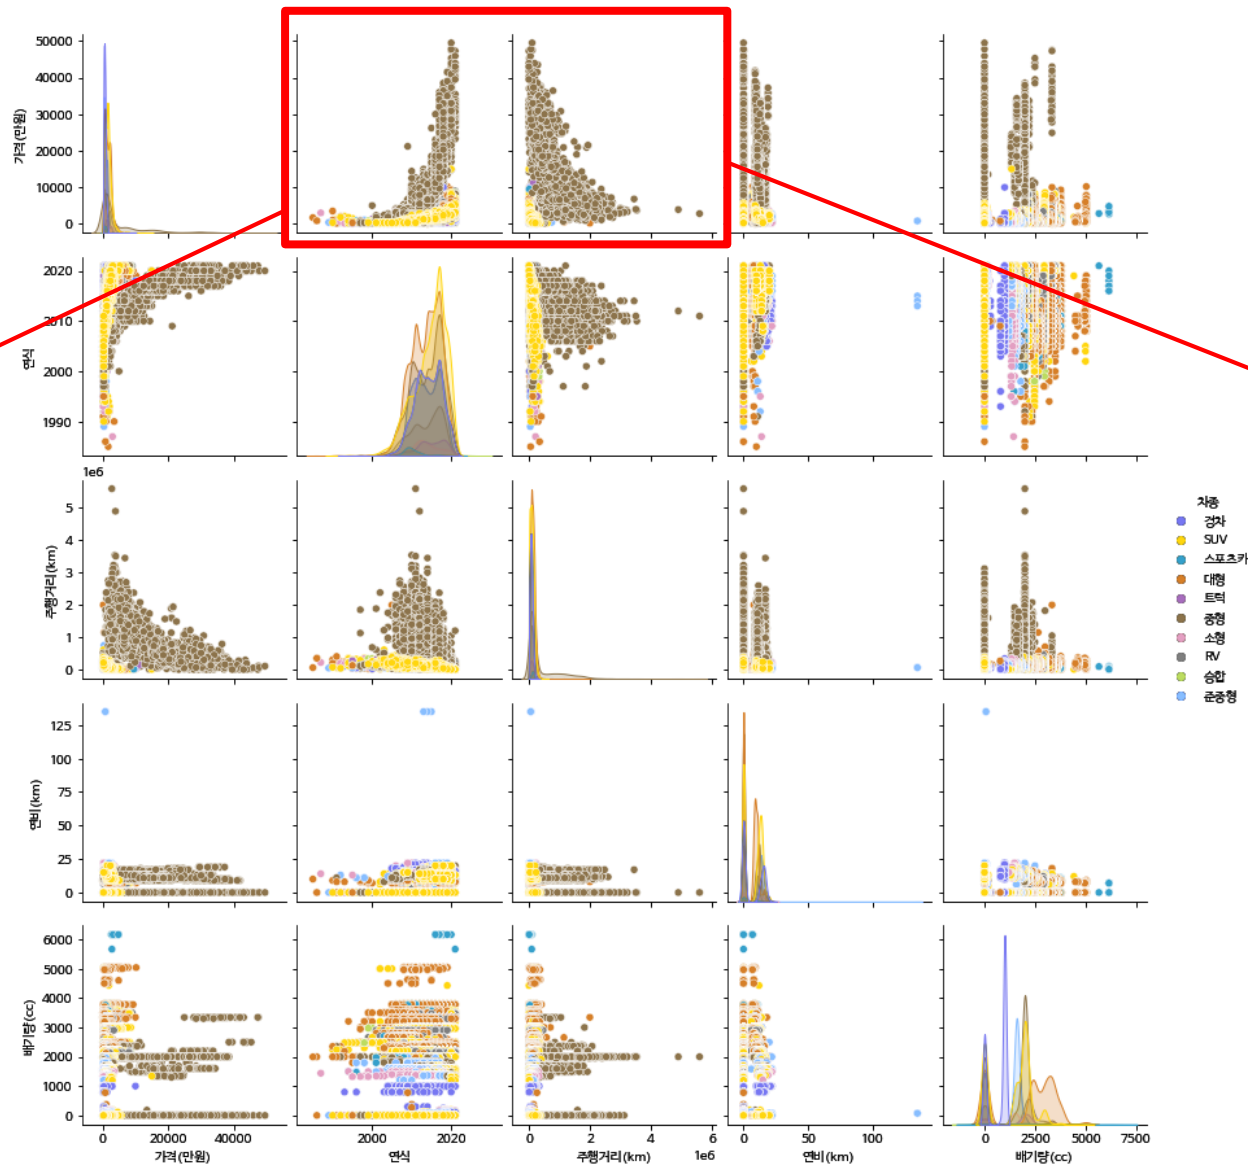 50000
40000
30000
20000
10000
0
가격(만원)
2020
2010
2000
1990
연식
1e6
5
4
3
2
1
0
주행거리(km)
125
100
75
50
25
0
연비(km)
6000
5000
4000
3000
2000
1000
0
배기량(cc)
0 20000 40000
가격(만원)
2000 2020
연식
0 2 4 6
1e6
주행거리(km)
0 100
연비(km)
0 2500 5000 7500
배기량(cc)
차종
경차
SUV
스포츠카
대형
트럭
중형
소형
RV
승합
준중형